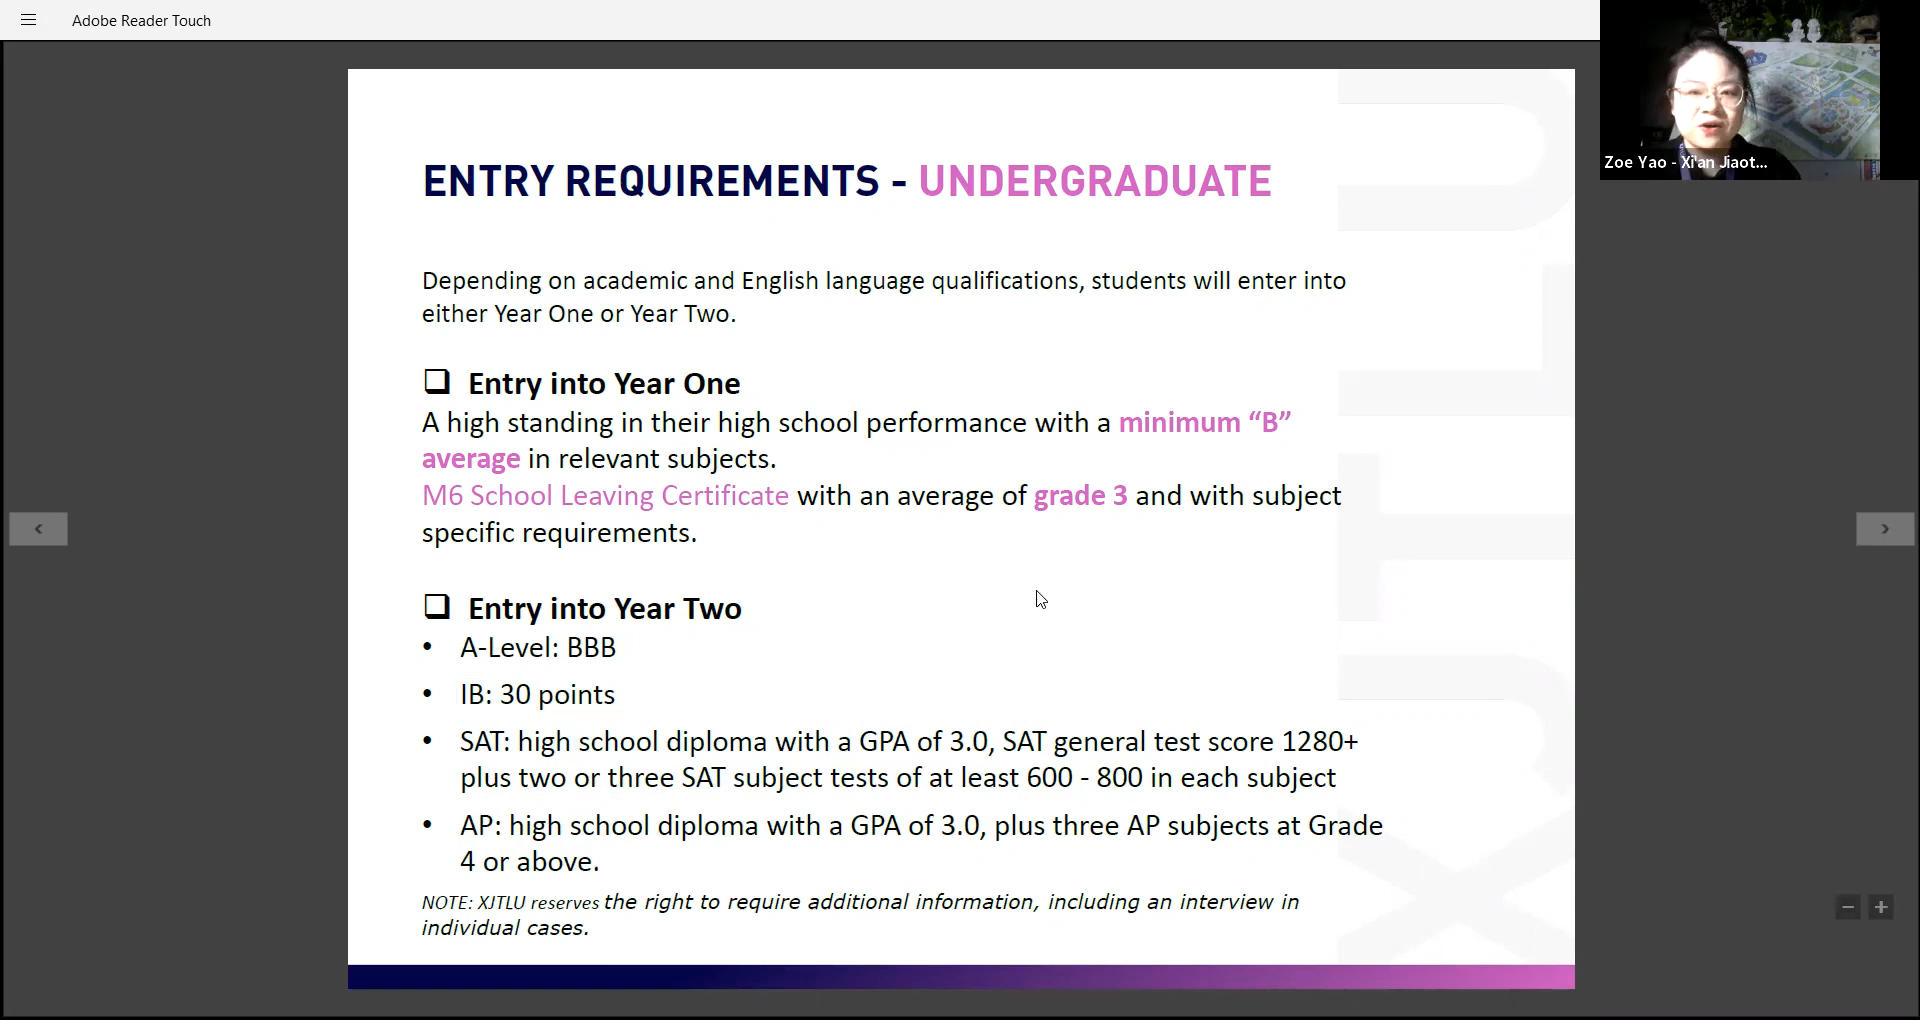 Adobe Reader Touch
Zoe Yao - Xi'an Jiaot...
ENTRY REQUIREMENTS - UNDERGRADUATE
Depending on academic and English language qualifications, students will enter into
either Year One or Year Two.
❑ Entry into Year One
A high standing in their high school performance with a minimum “B”
average in relevant subjects.
M6 School Leaving Certificate with an average of grade 3 and with subject
specific requirements.
❑ Entry into Year Two
• A-Level: BBB
• IB: 30 points
• SAT: high school diploma with a GPA of 3.0, SAT general test score 1280+
plus two or three SAT subject tests of at least 600 - 800 in each subject
• AP: high school diploma with a GPA of 3.0, plus three AP subjects at Grade
4 or above.
NOTE: XJTLU reserves the right to require additional information, including an interview in
individual cases.
XJTLU